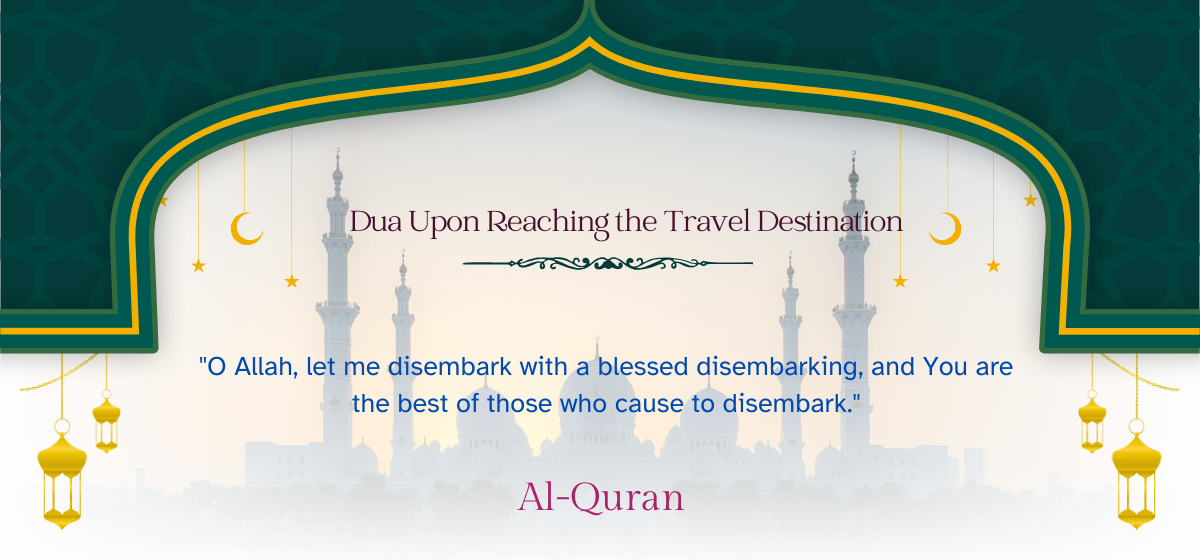 Dua Upon Reaching the Travel Destination
"O Allah, let me disembark with a blessed disembarking, and You are
the best of those who cause to disembark."
Al-Quran